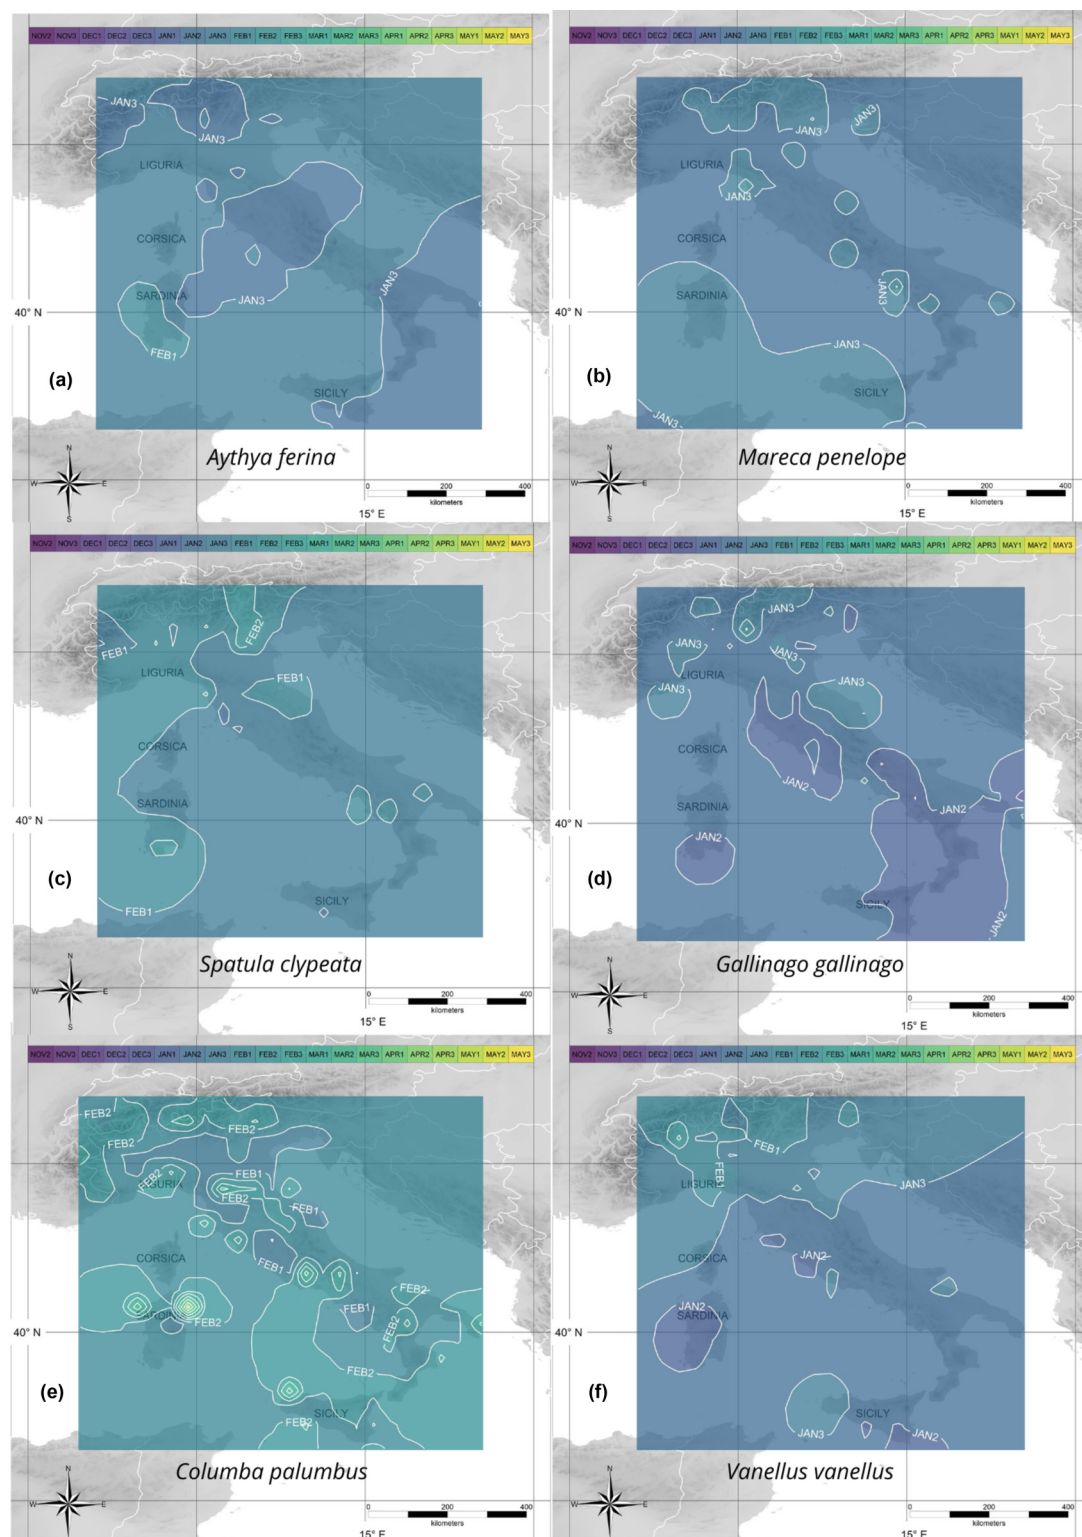 NOV2 NOV3 DEC1 DEC2 DEC3 JAN1 JAN2 JAN3 FEB1 FEB2 FEB3 MAR1 MAR2 MAR3 APR1 APR2 APR3 MAY1 MAY2 MAY3
JAN3
JAN3
LIGURIA
CORSICA
SARDINIA
JAN3
JAN3
40° N
FEB1
(a)
SICILY
Aythya ferina
N
W E
S
0 200 400
kilometers
15° E
NOV2 NOV3 DEC1 DEC2 DEC3 JAN1 JAN2 JAN3 FEB1 FEB2 FEB3 MAR1 MAR2 MAR3 APR1 APR2 APR3 MAY1 MAY2 MAY3
JAN3
JAN3
LIGURIA
JAN3
CORSICA
SARDINIA
JAN3
40° N
JAN3
(b)
SICILY
JAN3
Mareca penelope
N
W E
S
0 200 400
kilometers
15° E
NOV2 NOV3 DEC1 DEC2 DEC3 JAN1 JAN2 JAN3 FEB1 FEB2 FEB3 MAR1 MAR2 MAR3 APR1 APR2 APR3 MAY1 MAY2 MAY3
FEB2
FEB1
LIGURIA
FEB1
CORSICA
SARDINIA
40° N
(c)
SICILY
FEB1
Spatula clypeata
N
W E
S
0 200 400
kilometers
15° E
NOV2 NOV3 DEC1 DEC2 DEC3 JAN1 JAN2 JAN3 FEB1 FEB2 FEB3 MAR1 MAR2 MAR3 APR1 APR2 APR3 MAY1 MAY2 MAY3
JAN3
JAN3
JAN3
LIGURIA
JAN3
JAN3
CORSICA
JAN2
SARDINIA
JAN2
40° N
JAN2
(d)
SICILY
JAN2
Gallinago gallinago
N
W E
S
0 200 400
kilometers
15° E
NOV2 NOV3 DEC1 DEC2 DEC3 JAN1 JAN2 JAN3 FEB1 FEB2 FEB3 MAR1 MAR2 MAR3 APR1 APR2 APR3 MAY1 MAY2 MAY3
FEB2
FEB2
FEB2
FEB2
FEB1
LIGURIA
FEB2
FEB1
CORSICA
FEB1
FEB2
FEB1
SARDINIA
FEB2
40° N
FEB2
FEB2
(e)
SICILY
FEB2
Columba palumbus
N
W E
S
0 200 400
kilometers
15° E
NOV2 NOV3 DEC1 DEC2 DEC3 JAN1 JAN2 JAN3 FEB1 FEB2 FEB3 MAR1 MAR2 MAR3 APR1 APR2 APR3 MAY1 MAY2 MAY3
FEB1
FEB1
LIGURIA
JAN3
CORSICA
JAN2
JAN2
SARDINIA
40° N
(f)
SICILY
JAN3
JAN2
Vanellus vanellus
N
W E
S
0 200 400
kilometers
15° E